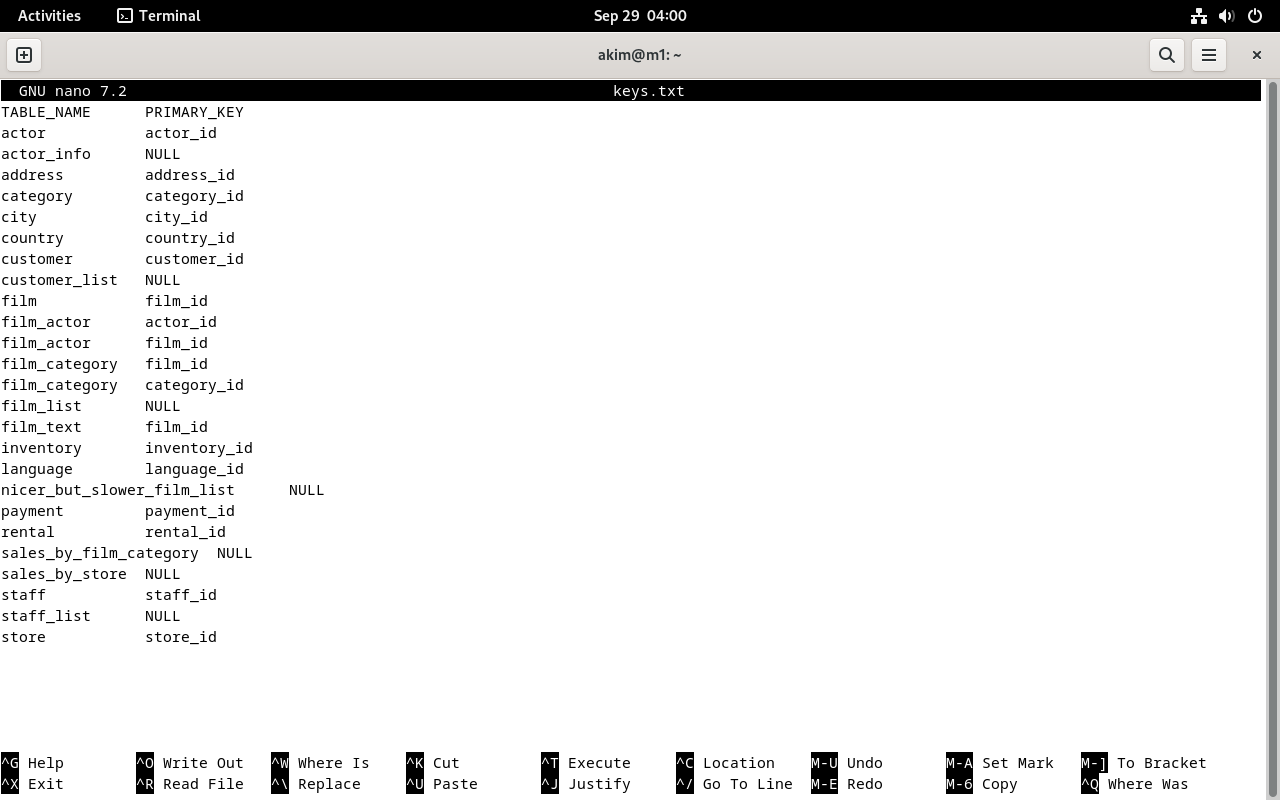 Activities Terminal Sep 29 04:00
akim@m1: ~
GNU nano 7.2 keys.txt
TABLE_NAME PRIMARY_KEY
actor actor_id
actor_info NULL
address address_id
category category_id
city city_id
country country_id
customer customer_id
customer_list NULL
film film_id
film_actor actor_id
film_actor film_id
film_category film_id
film_category category_id
film_list NULL
film_text film_id
inventory inventory_id
language language_id
nicer_but_slower_film_list NULL
payment payment_id
rental rental_id
sales_by_film_category NULL
sales_by_store NULL
staff staff_id
staff_list NULL
store store_id
^G Help ^O Write Out ^W Where Is ^K Cut ^T Execute ^C Location M-U Undo M-A Set Mark M-] To Bracket
^X Exit ^R Read File ^\ Replace ^U Paste ^J Justify ^/ Go To Line M-E Redo M-6 Copy ^Q Where Was